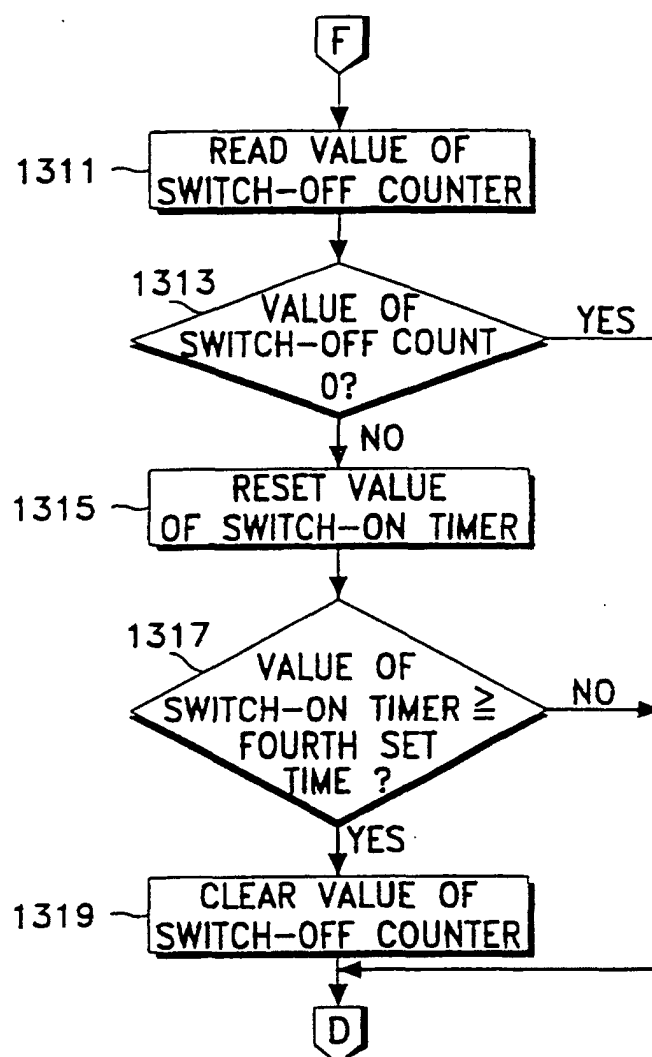 F
1311
READ VALUE OF
SWITCH-OFF COUNTER
1313
VALUE OF
SWITCH-OFF COUNT
0?
YES
NO
1315
RESET VALUE
OF SWITCH-ON TIMER
1317
VALUE OF
SWITCH-ON TIMER ≧
FOURTH SET
TIME ?
NO
YES
1319
CLEAR VALUE OF
SWITCH-OFF COUNTER
D